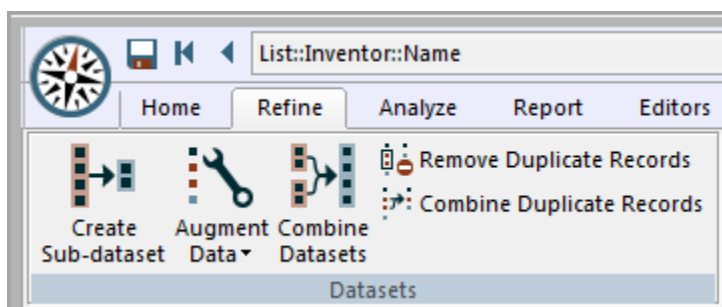 List::Inventor::Name
Home Refine Analyze Report Editors
Create Sub-dataset
Augment Data
Combine Datasets
Remove Duplicate Records
Combine Duplicate Records
Datasets